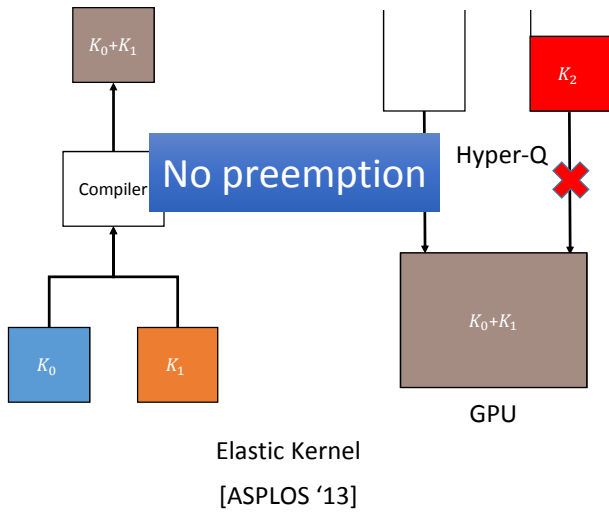 K₀+K₁
K₂
No preemption
Hyper-Q
Compiler
K₀+K₁
K₀
K₁
GPU
Elastic Kernel
[ASPLOS ‘13]